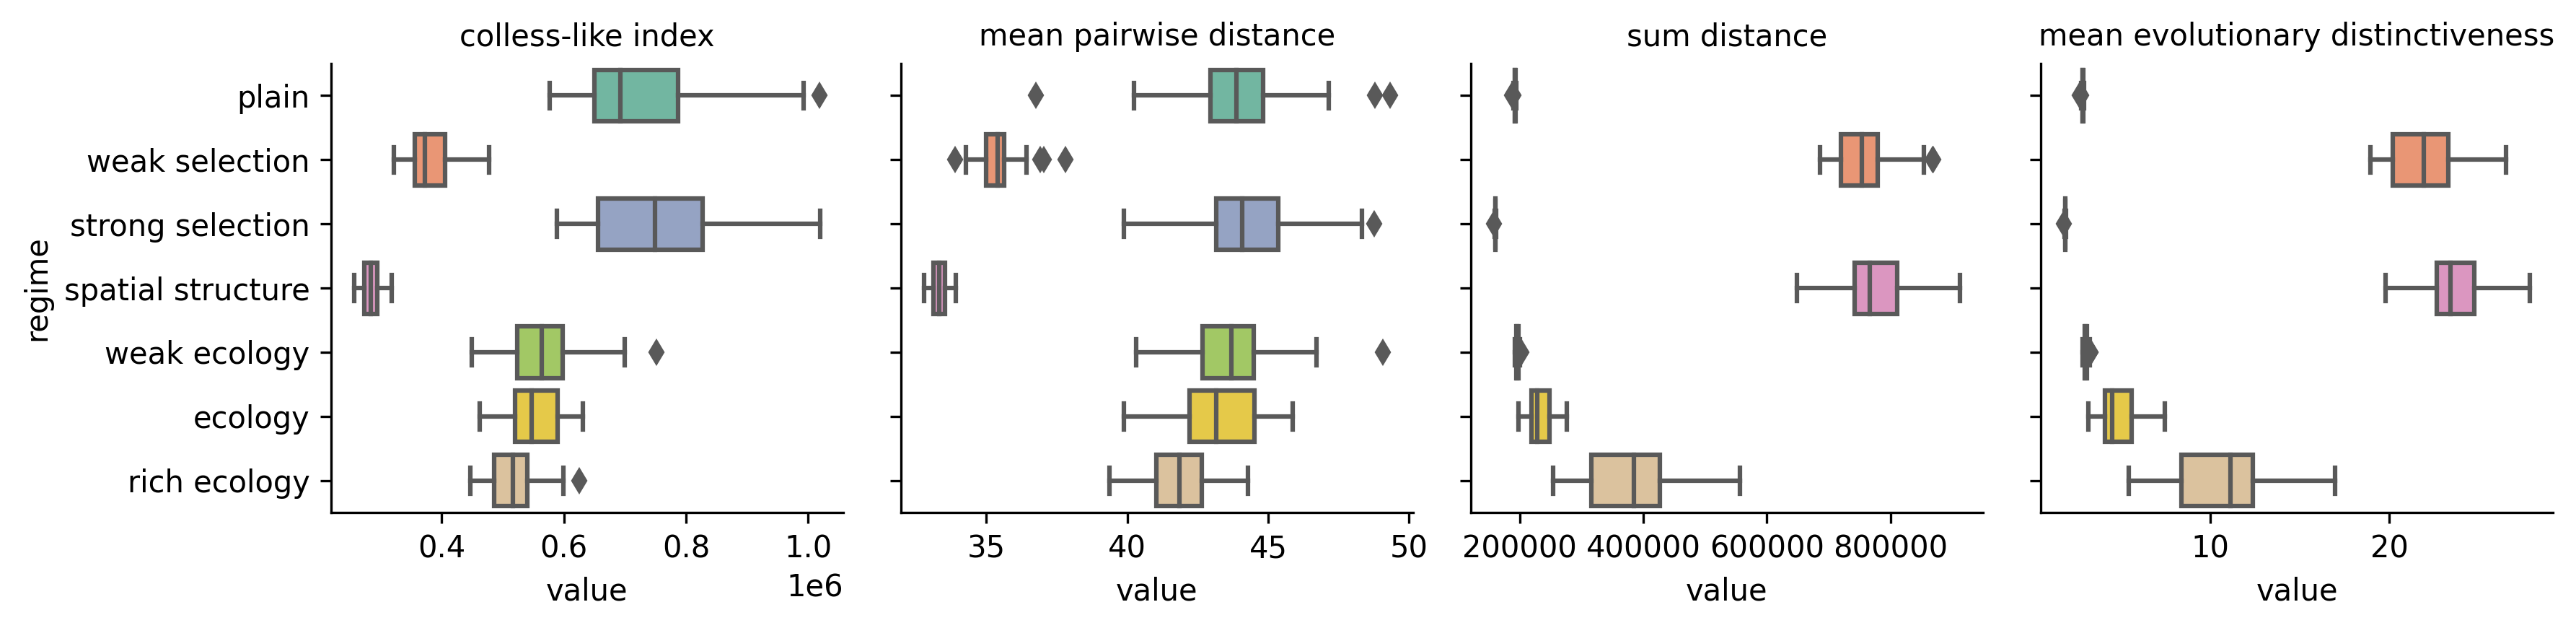 colless-like index
mean pairwise distance
sum distance
mean evolutionary distinctiveness
regime
plain
weak selection
strong selection
spatial structure
weak ecology
ecology
rich ecology
0.4 0.6 0.8 1.0
1e6
value
35 40 45 50
value
200000 400000 600000 800000
value
10 20
value